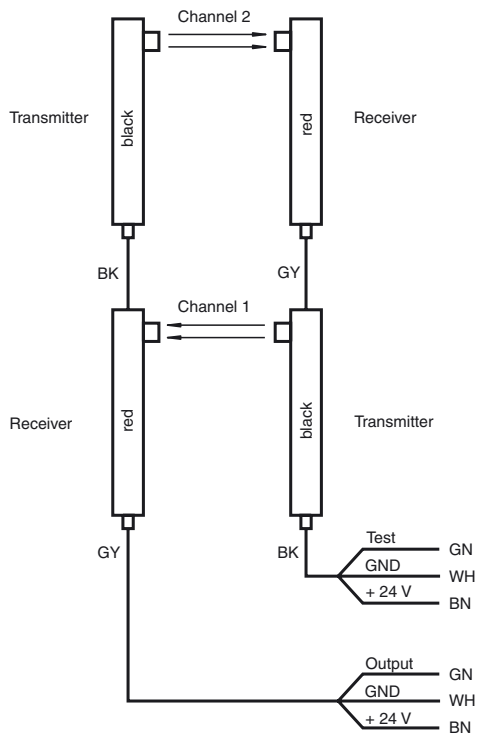 Channel 2
Transmitter
black
red
Receiver
BK
GY
Channel 1
Receiver
red
black
Transmitter
GY
BK
Test
GN
GND
WH
+ 24 V
BN
Output
GN
GND
WH
+ 24 V
BN